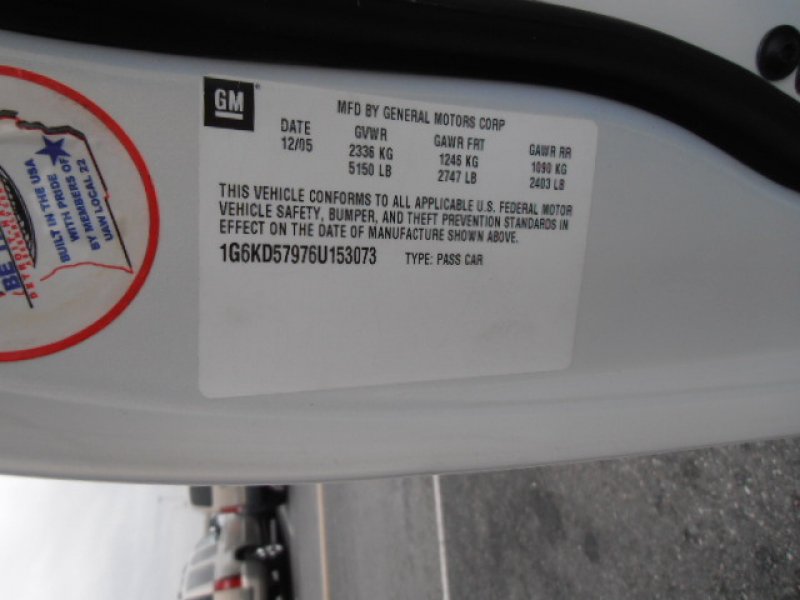 GM
MFD BY GENERAL MOTORS CORP
DATE GVWR GAWR FRT GAWR RR
12/05 2336 KG 1246 KG 1090 KG
5150 LB 2747 LB 2403 LB
THIS VEHICLE CONFORMS TO ALL APPLICABLE U.S. FEDERAL MOTOR
VEHICLE SAFETY, BUMPER, AND THEFT PREVENTION STANDARDS IN
EFFECT ON THE DATE OF MANUFACTURE SHOWN ABOVE.
1G6KD57976U153073 TYPE: PASS CAR
BUILT IN THE USA
WITH PRIDE
BY MEMBERS OF
UAW LOCAL 22
BE